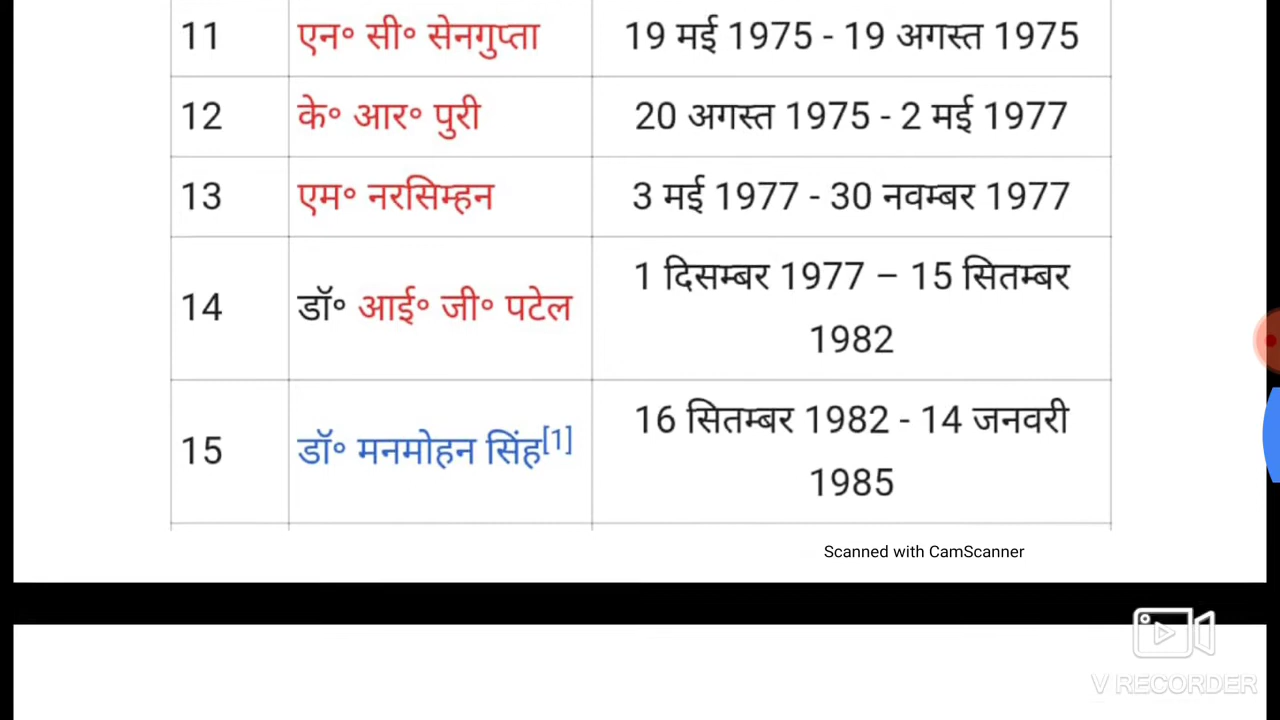 11 एन॰ सी॰ सेनगुप्ता 19 मई 1975 - 19 अगस्त 1975
12 के॰ आर॰ पुरी 20 अगस्त 1975 - 2 मई 1977
13 एम॰ नरसिम्हन 3 मई 1977 - 30 नवम्बर 1977
14 डॉ॰ आई॰ जी॰ पटेल 1 दिसम्बर 1977 – 15 सितम्बर
1982
15 डॉ॰ मनमोहन सिंह[1] 16 सितम्बर 1982 - 14 जनवरी
1985
Scanned with CamScanner
V RECORDER